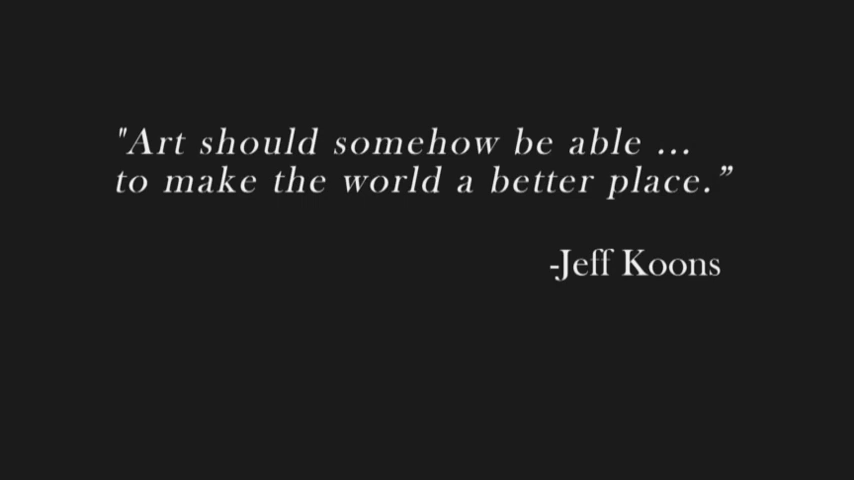 "Art should somehow be able ...
to make the world a better place.”
-Jeff Koons